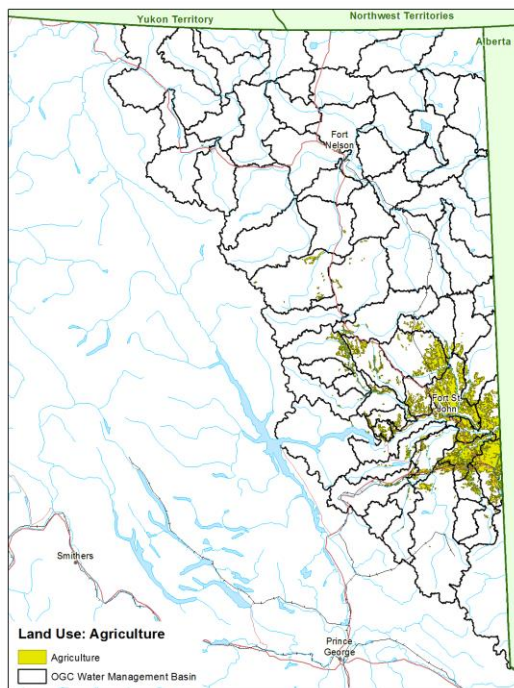 Yukon Territory
Northwest Territories
Alberta
Fort
Nelson
Fort St.
John
Smithers
Prince
George
Land Use: Agriculture
Agriculture
OGC Water Management Basin